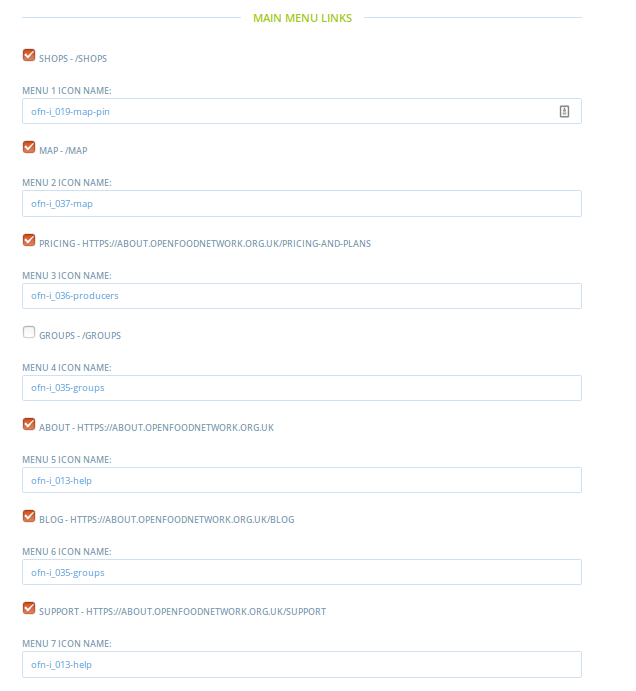 MAIN MENU LINKS
SHOPS - /SHOPS
MENU 1 ICON NAME:
ofn-i_019-map-pin
MAP - /MAP
MENU 2 ICON NAME:
ofn-i_037-map
PRICING - HTTPS://ABOUT.OPENFOODNETWORK.ORG.UK/PRICING-AND-PLANS
MENU 3 ICON NAME:
ofn-i_036-producers
GROUPS - /GROUPS
MENU 4 ICON NAME:
ofn-i_035-groups
ABOUT - HTTPS://ABOUT.OPENFOODNETWORK.ORG.UK
MENU 5 ICON NAME:
ofn-i_013-help
BLOG - HTTPS://ABOUT.OPENFOODNETWORK.ORG.UK/BLOG
MENU 6 ICON NAME:
ofn-i_035-groups
SUPPORT - HTTPS://ABOUT.OPENFOODNETWORK.ORG.UK/SUPPORT
MENU 7 ICON NAME:
ofn-i_013-help